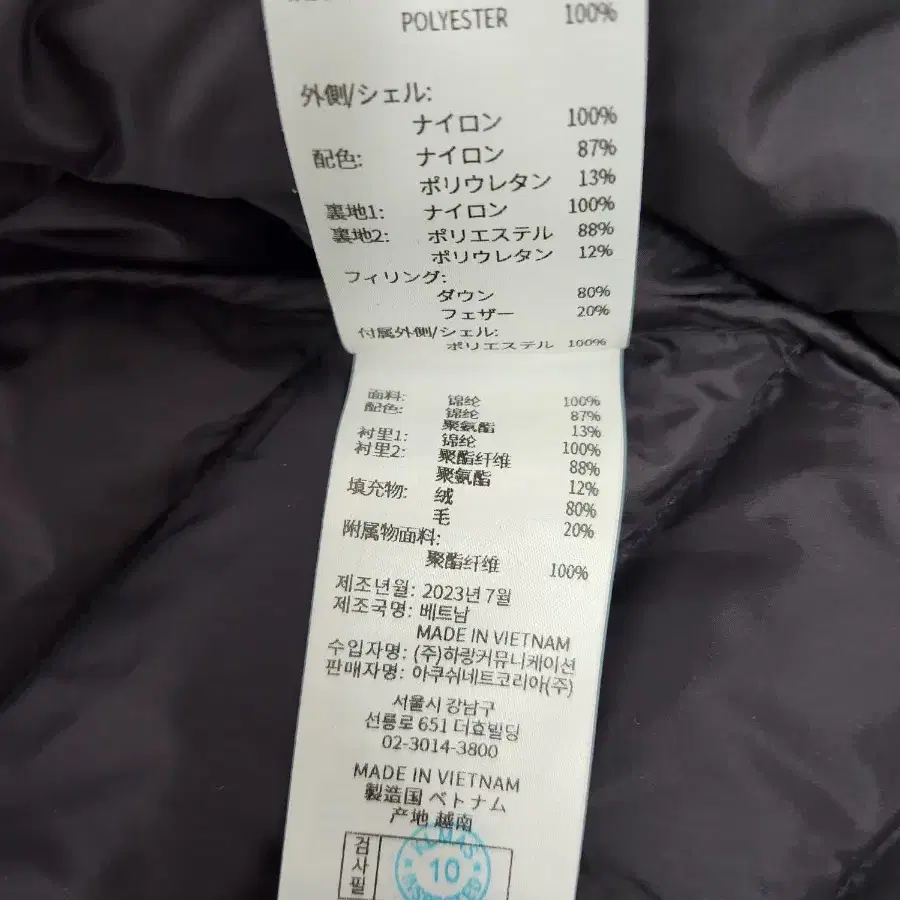 POLYESTER 100%
外側/シェル:
ナイロン 100%
配色: ナイロン 87%
ポリウレタン 13%
裏地1: ナイロン 100%
裏地2: ポリエステル 88%
ポリウレタン 12%
フィリング:
ダウン 80%
フェザー 20%
付属外側/シェル:
ポリエステル 100%
面料: 锦纶 100%
配色: 锦纶 87%
聚氨酯 13%
衬里1: 锦纶 100%
衬里2: 聚酯纤维 88%
聚氨酯 12%
填充物: 绒 80%
毛 20%
附属物面料:
聚酯纤维 100%
제조년월: 2023년 7월
제조국명: 베트남
MADE IN VIETNAM
수입자명: (주)하랑커뮤니케이션
판매자명: 아쿠쉬네트코리아(주)
서울시 강남구
선릉로 651 더효빌딩
02-3014-3800
MADE IN VIETNAM
製造国 ベトナム
产地 越南
검사필
10
INSPECTED